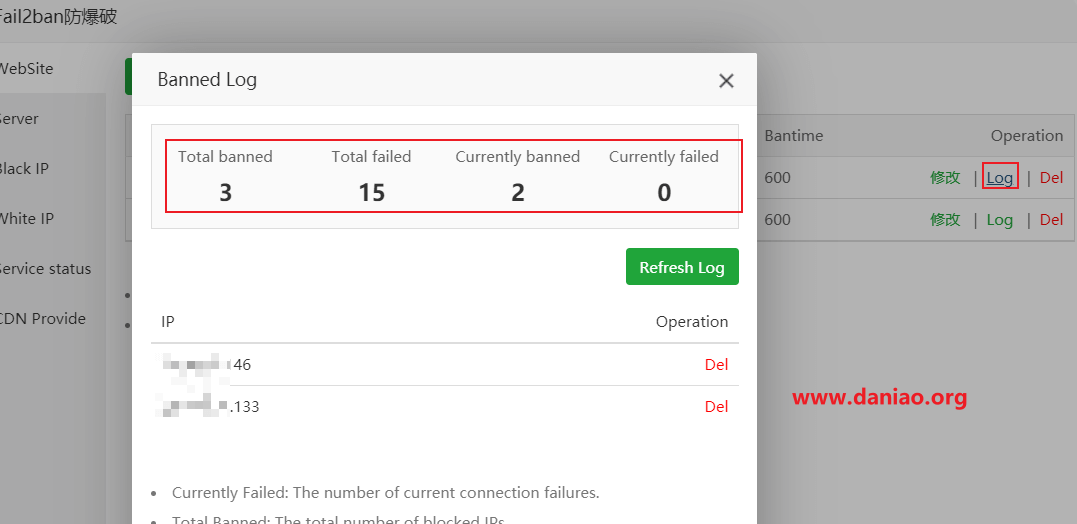 Fail2ban防爆破
WebSite
Server
Black IP
White IP
Service status
CDN Provide
Banned Log
Total banned Total failed Currently banned Currently failed
3 15 2 0
Refresh Log
IP Operation
46 Del
.133 Del
Currently Failed: The number of current connection failures.
Total Banned: The total number of blocked IPs
Bantime Operation
600 修改 | Log | Del
600 修改 | Log | Del
www.daniao.org